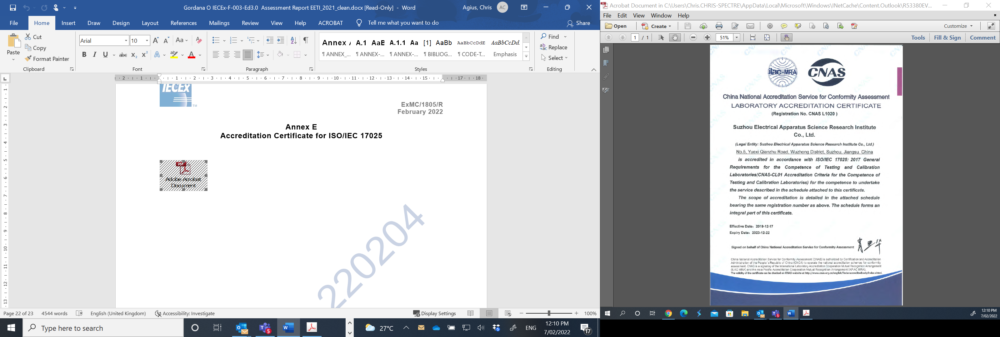 Gordana O IECEx-F-003-Ed3.0 Assessment Report EETI_2021_clean.docx [Read-Only] - Word
Agius, Chris
AC
File Home Insert Draw Design Layout References Mailings Review View Help ACROBAT Tell me what you want to do
Share
Paste
Cut
Copy
Format Painter
Clipboard
Arial
10
Font
Paragraph
Annex A.1 AaB A.1.1 Aa [1] AaBb AaBbCcDdE AaBbCcDd.
¶ ANNEX_... ¶ ANNEX-... ¶ ANNEX-... ¶ BIBLIOG... ¶ CODE-T... Emphasis
Styles
Find
Replace
Select
Editing
2 1 1 2 3 4 5 6 7 8 9 10 11 12 13 14 15 17 18
IECEx
TM
ExMC/1805/R
February 2022
Annex E
Accreditation Certificate for ISO/IEC 17025
PDF
Adobe Acrobat
Document
220204
Page 22 of 23 4544 words English (United Kingdom) Accessibility: Investigate
Display Settings
100%
Type here to search
27°C
ENG
12:10 PM
7/02/2022
17
Acrobat Document in C:\Users\Chris.CHRIS-SPECTRE\AppData\Local\Microsoft\Windows\INetCache\Content.Outlook\R53380EV...
File Edit View Window Help
Open Create
Customize
1 / 1
51%
Tools Fill & Sign Comment
ilac-MRA
CNAS
China National Accreditation Service for Conformity Assessment
LABORATORY ACCREDITATION CERTIFICATE
(Registration No. CNAS L1020 )
Suzhou Electrical Apparatus Science Research Institute
Co., Ltd.
(Legal Entity: Suzhou Electrical Apparatus Science Research Institute Co., Ltd.)
No.5, Yuexi Qianzhu Road, Wuzhong District, Suzhou, Jiangsu, China
is accredited in accordance with ISO/IEC 17025: 2017 General
Requirements for the Competence of Testing and Calibration
Laboratories(CNAS-CL01 Accreditation Criteria for the Competence of
Testing and Calibration Laboratories) for the competence to undertake
the service described in the schedule attached to this certificate.
The scope of accreditation is detailed in the attached schedule
bearing the same registration number as above. The schedule forms an
integral part of this certificate.
Effective Date: 2019-12-17
Expiry Date: 2023-12-22
Signed on behalf of China National Accreditation Service for Conformity Assessment
China National Accreditation Service for Conformity Assessment (CNAS) is authorized by Certification and Accreditation
Administration of the People's Republic of China (CNCA) to operate the national accreditation schemes for conformity
assessment. CNAS is a signatory of the International Laboratory Accreditation Cooperation Mutual Recognition Arrangement
(ILAC MRA) and the Asia Pacific Accreditation Cooperation Mutual Recognition Arrangement (APAC MRA).
The validity of the certificate can be checked on CNAS website at http://www.cnas.org.cn/english/findanaccreditedbody/index.shtml.
12:10 PM
7/02/2022